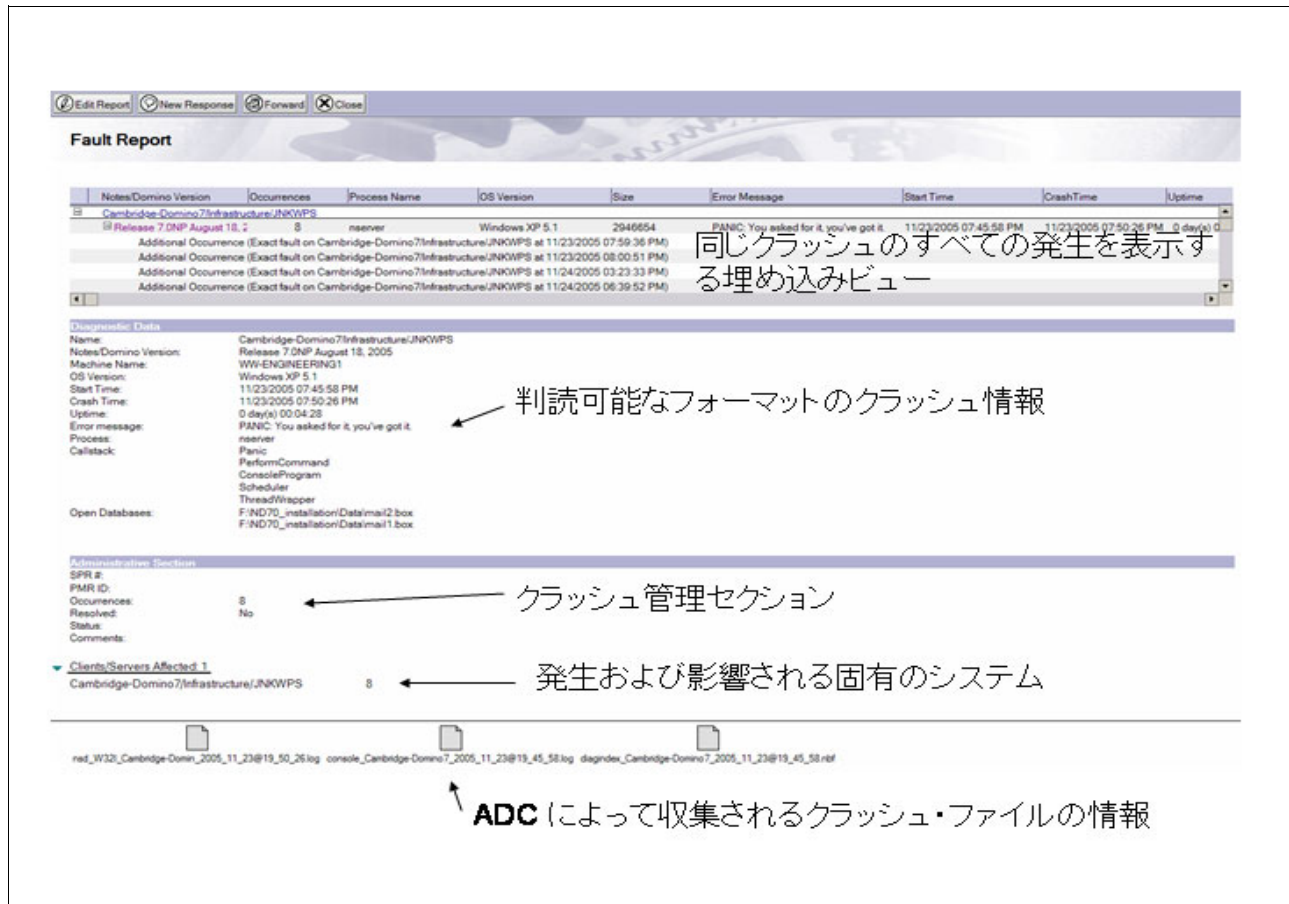 Edit Report New Response Forward Close
Fault Report
Notes/Domino Version Occurrences Process Name OS Version Size Error Message Start Time CrashTime Uptime
Cambridge-Domino7/Infrastructure/JNKWPS
Release 7.0NP August 18, 2 8 nserver Windows XP 5.1 2946654 PANIC: You asked for it, you've got it. 11/23/2005 07:45:58 PM 11/23/2005 07:50:26 PM 0 day(s) 0
Additional Occurrence (Exact fault on Cambridge-Domino7/Infrastructure/JNKWPS at 11/23/2005 07:59:36 PM)
Additional Occurrence (Exact fault on Cambridge-Domino7/Infrastructure/JNKWPS at 11/23/2005 08:00:51 PM)
Additional Occurrence (Exact fault on Cambridge-Domino7/Infrastructure/JNKWPS at 11/24/2005 03:23:33 PM)
Additional Occurrence (Exact fault on Cambridge-Domino7/Infrastructure/JNKWPS at 11/24/2005 06:39:52 PM)
同じクラッシュのすべての発生を表示す
る埋め込みビュー
Diagnostic Data
Name: Cambridge-Domino7/Infrastructure/JNKWPS
Notes/Domino Version: Release 7.0NP August 18, 2005
Machine Name: WW-ENGINEERING1
OS Version: Windows XP 5.1
Start Time: 11/23/2005 07:45:58 PM
Crash Time: 11/23/2005 07:50:26 PM
Uptime: 0 day(s) 00:04:28
Error message: PANIC: You asked for it, you've got it.
Process: nserver
Callstack: Panic
PerformCommand
ConsoleProgram
Scheduler
ThreadWrapper
Open Databases: F:\ND70_installation\Data\mail2.box
F:\ND70_installation\Data\mail1.box
判読可能なフォーマットのクラッシュ情報
Administrative Section
SPR #:
PMR ID:
Occurrences: 8
Resolved: No
Status:
Comments:
クラッシュ管理セクション
Clients/Servers Affected: 1
Cambridge-Domino7/Infrastructure/JNKWPS 8
発生および影響される固有のシステム
nsd_W32I_Cambridge-Domin_2005_11_23@19_50_26.log console_Cambridge-Domino7_2005_11_23@19_45_58.log diagindex_Cambridge-Domino7_2005_11_23@19_45_58.nbf
ADC によって収集されるクラッシュ・ファイルの情報